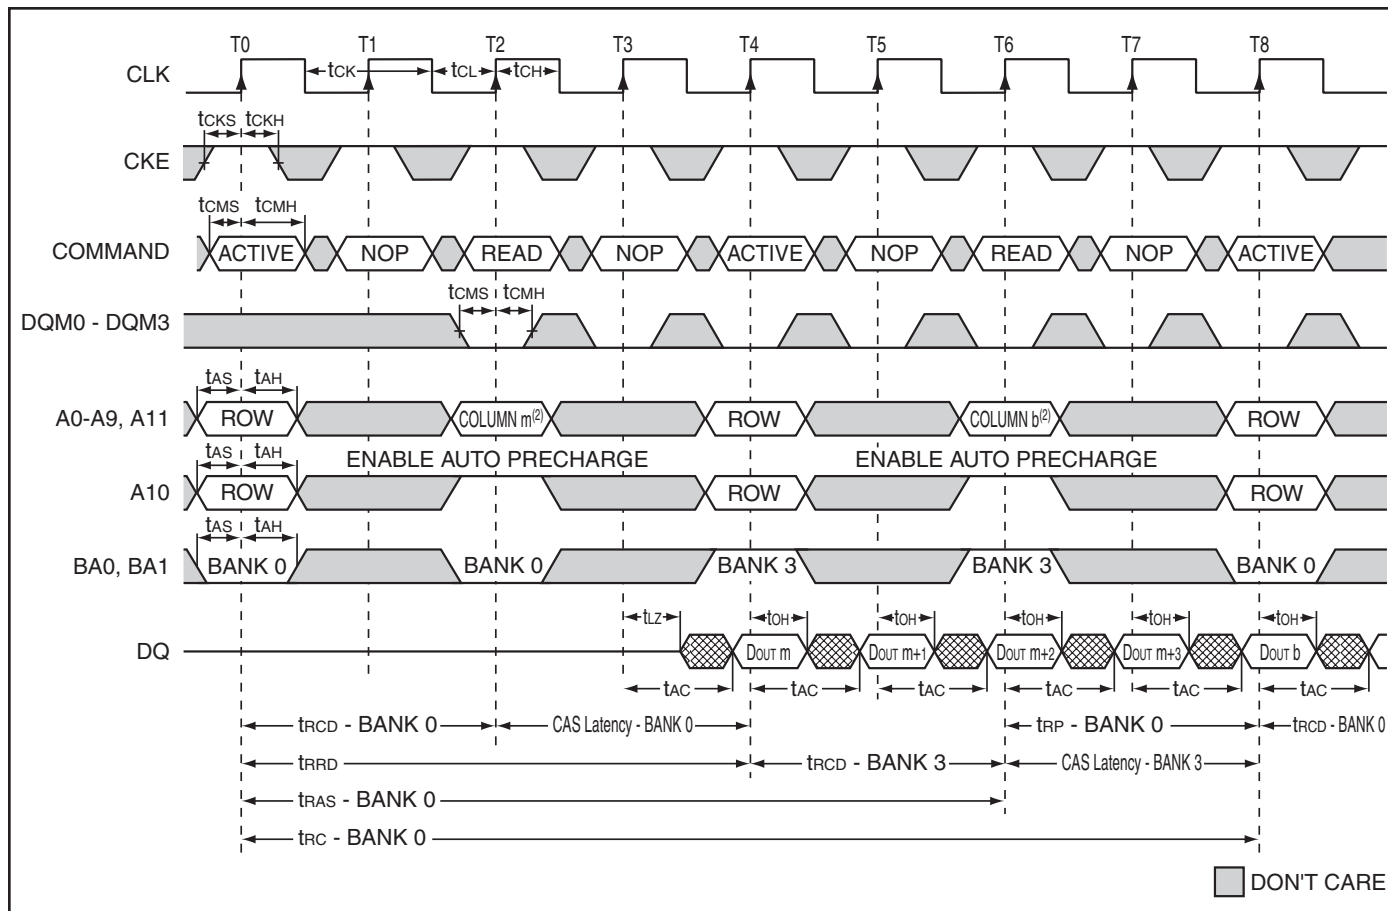 T0 T1 T2 T3 T4 T5 T6 T7 T8
CLK tCK tCL tCH
tCKS tCKH
CKE
tCMS tCMH
COMMAND ACTIVE NOP READ NOP ACTIVE NOP READ NOP ACTIVE
tCMS tCMH
DQM0 - DQM3
tAS tAH
A0-A9, A11 ROW COLUMN m(2) ROW COLUMN b(2) ROW
tAS tAH ENABLE AUTO PRECHARGE ENABLE AUTO PRECHARGE
A10 ROW ROW ROW
tAS tAH
BA0, BA1 BANK 0 BANK 0 BANK 3 BANK 3 BANK 0
tLZ tOH tOH tOH tOH tOH
DQ DOUT m DOUT m+1 DOUT m+2 DOUT m+3 DOUT b
tAC tAC tAC tAC tAC tAC
tRCD - BANK 0 CAS Latency - BANK 0 tRP - BANK 0 tRCD - BANK 0
tRRD tRCD - BANK 3 CAS Latency - BANK 3
tRAS - BANK 0
tRC - BANK 0
DON'T CARE